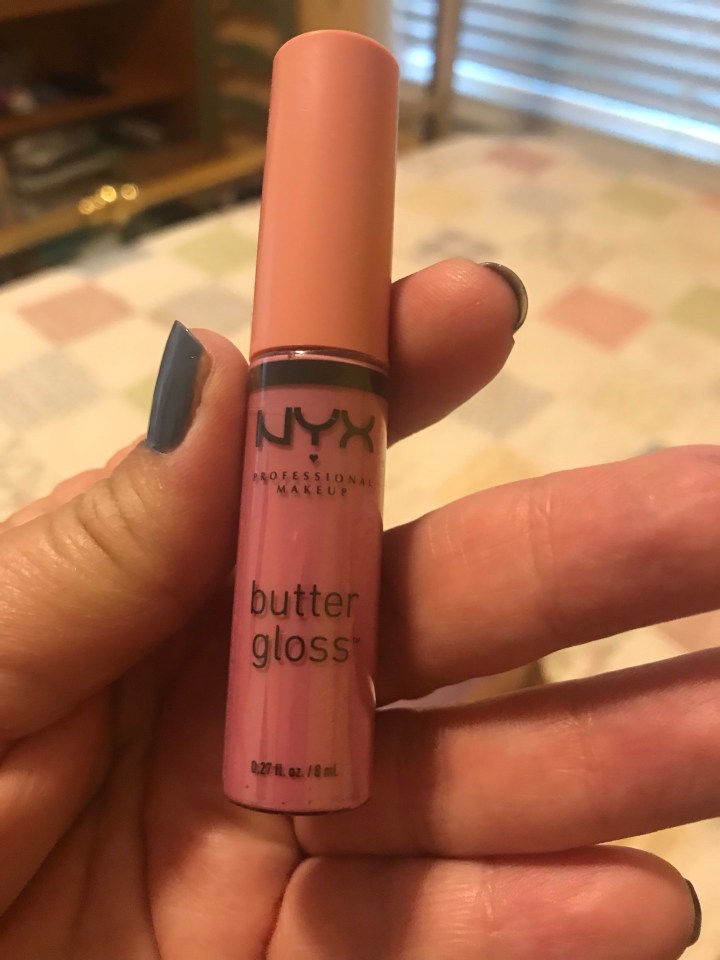 NYX
PROFESSIONAL
MAKEUP
butter
gloss™
0.27 fl. oz. / 8 mL